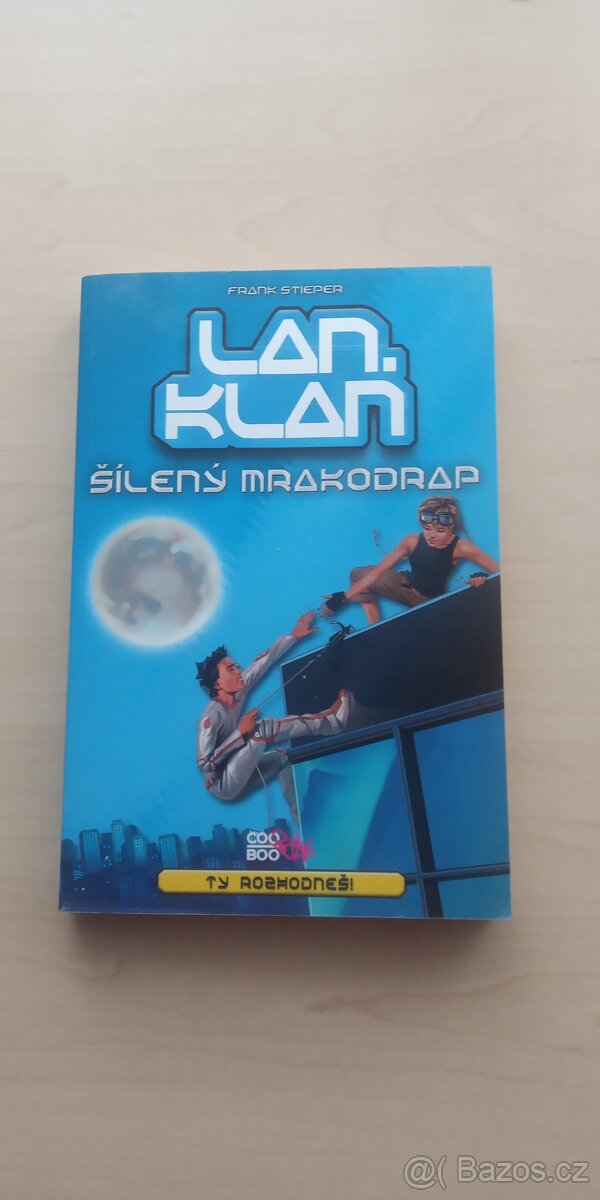 FRANK STIEPER
LAN.
KLAN
ŠÍLENÝ MRAKODRAP
COO
BOO
TY ROZHODNEŠ!
@( Bazos.cz